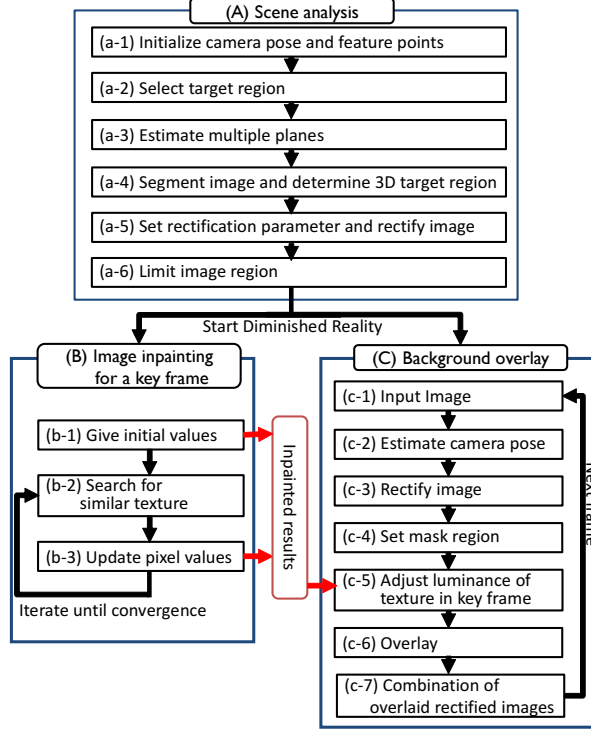 (A) Scene analysis
(a-1) Initialize camera pose and feature points
(a-2) Select target region
(a-3) Estimate multiple planes
(a-4) Segment image and determine 3D target region
(a-5) Set rectification parameter and rectify image
(a-6) Limit image region
Start Diminished Reality
(B) Image inpainting
for a key frame
(b-1) Give initial values
(b-2) Search for
similar texture
(b-3) Update pixel values
Iterate until convergence
Inpainted results
(C) Background overlay
(c-1) Input Image
(c-2) Estimate camera pose
(c-3) Rectify image
(c-4) Set mask region
(c-5) Adjust luminance of
texture in key frame
(c-6) Overlay
(c-7) Combination of
overlaid rectified images
Next frame